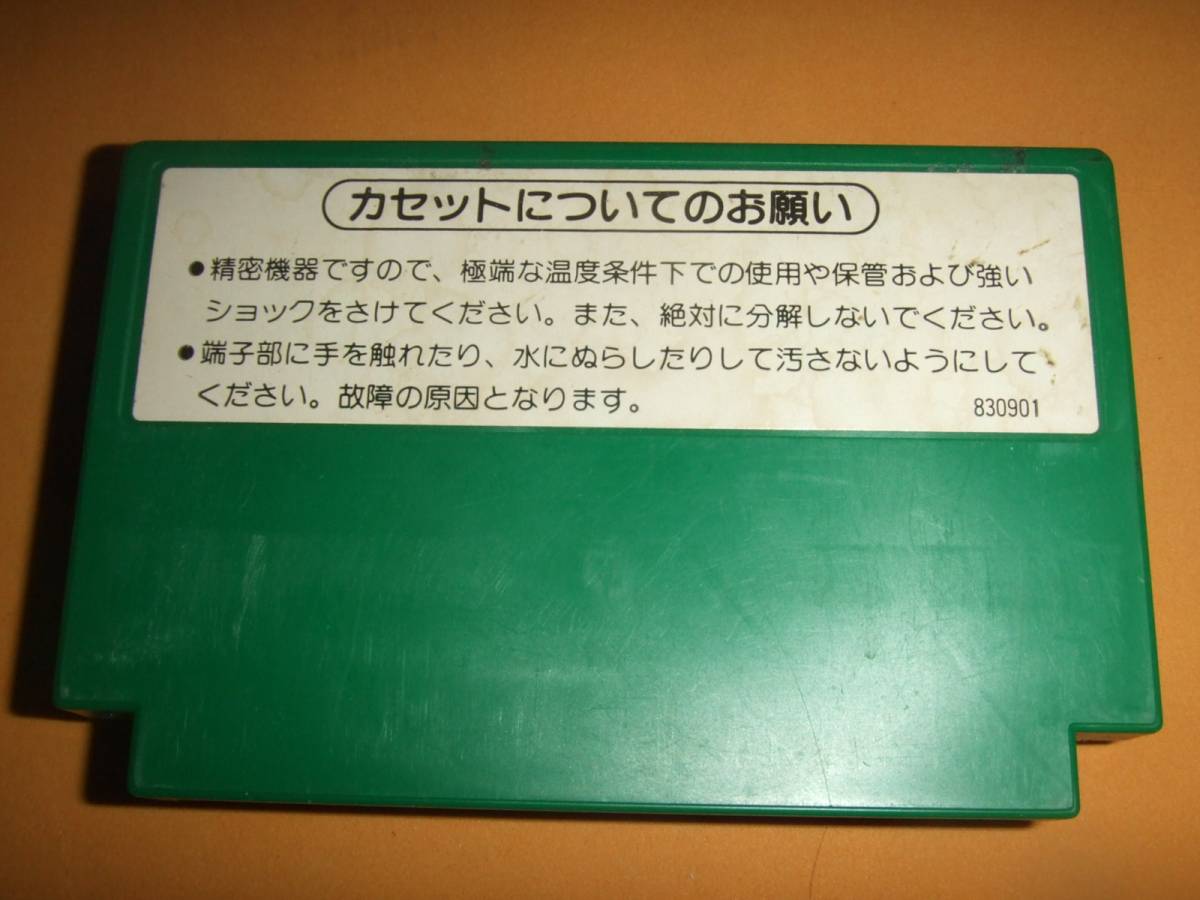 カセットについてのお願い
●精密機器ですので、極端な温度条件下での使用や保管および強い
ショックをさけてください。また、絶対に分解しないでください。
●端子部に手を触れたり、水にぬらしたりして汚さないようにして
ください。故障の原因となります。
830901